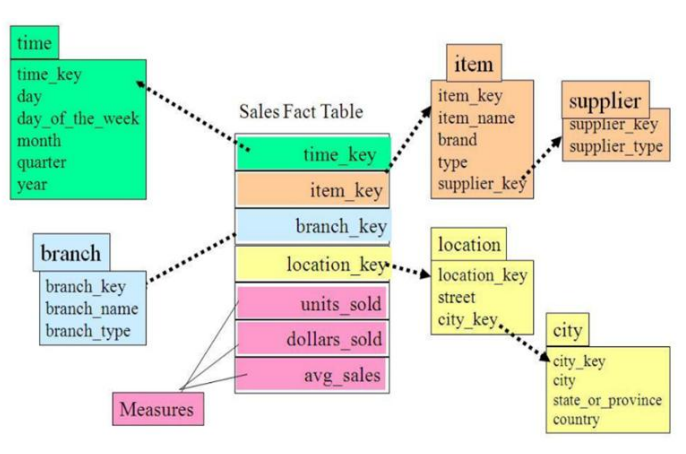 time
time_key
day
day_of_the_week
month
quarter
year
item
item_key
item_name
brand
type
supplier_key
supplier
supplier_key
supplier_type
Sales Fact Table
time_key
item_key
branch_key
location_key
units_sold
dollars_sold
avg_sales
branch
branch_key
branch_name
branch_type
location
location_key
street
city_key
city
city_key
city
state_or_province
country
Measures